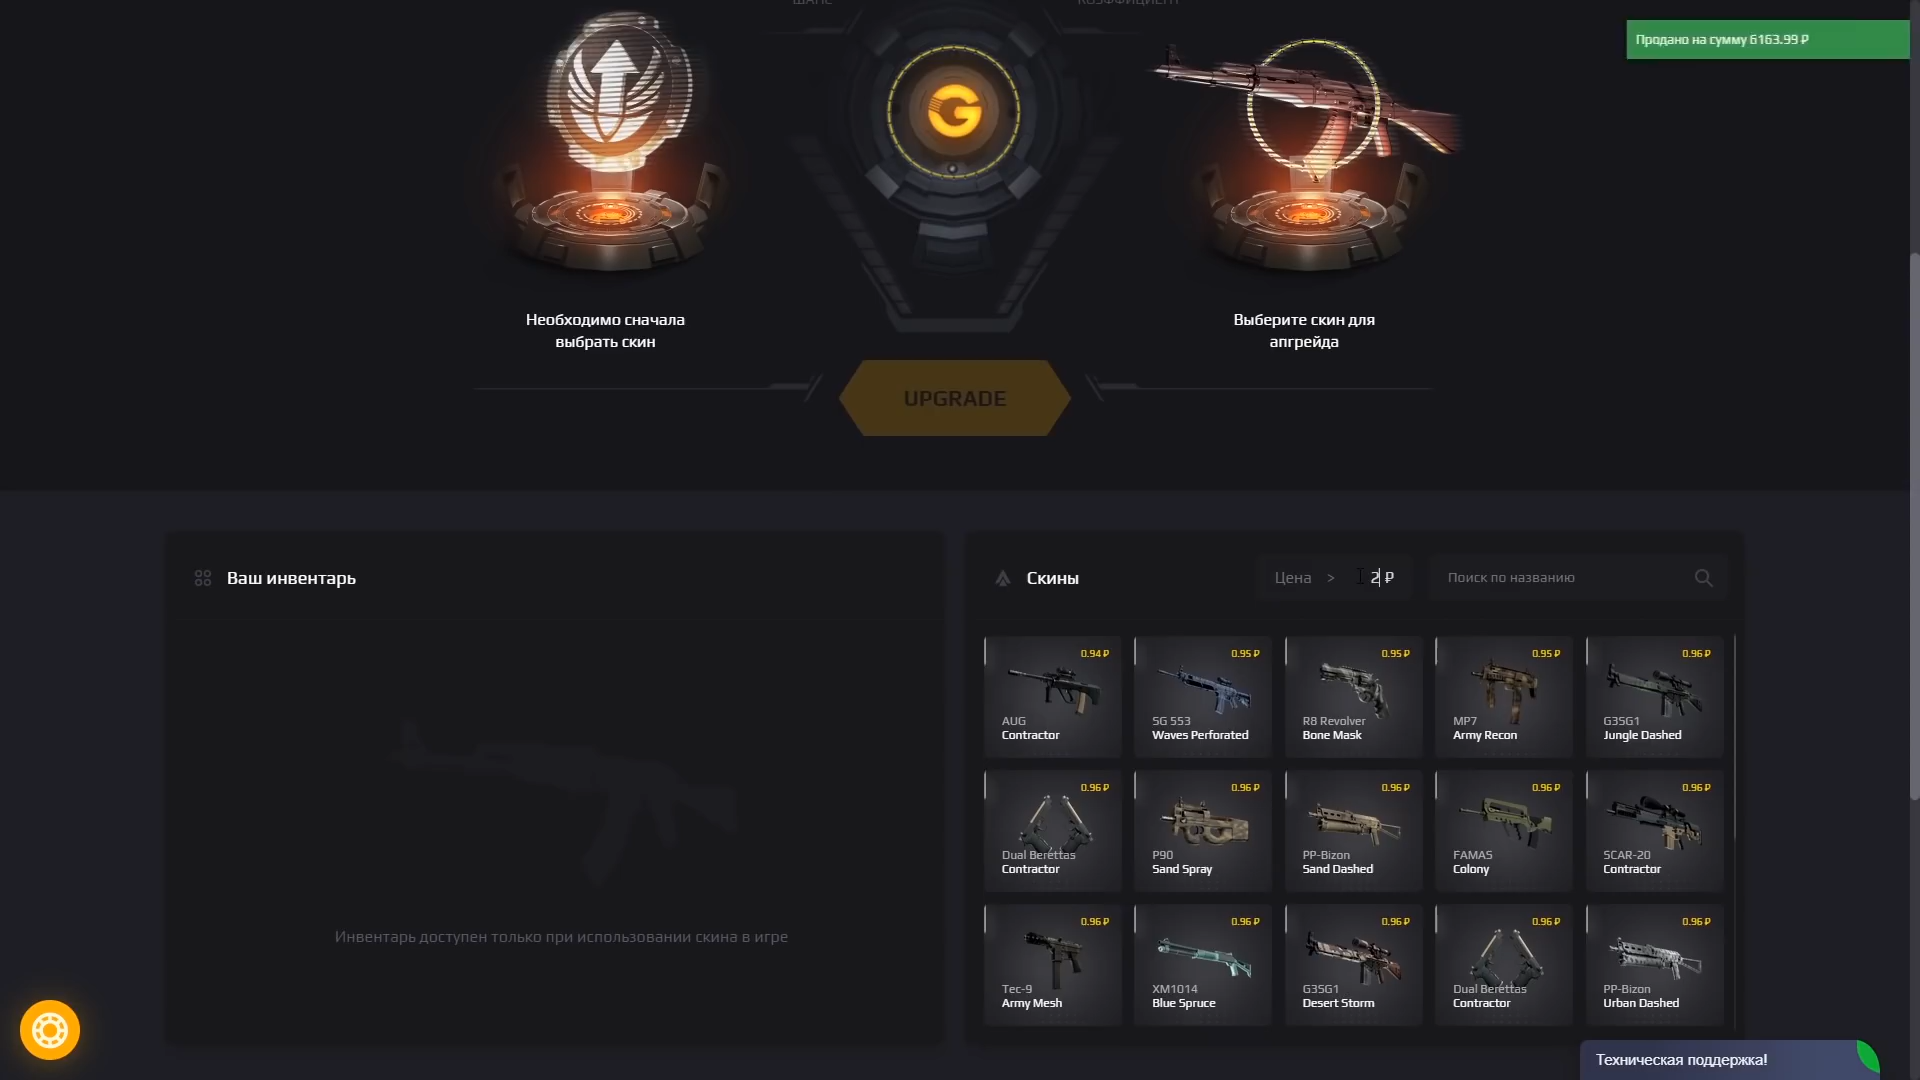 ШАНС
КОЭФФИЦИЕНТ
Продано на сумму 6163.99 ₽
Необходимо сначала
выбрать скин
Выберите скин для
апгрейда
UPGRADE
Ваш инвентарь
Инвентарь доступен только при использовании скина в игре
Скины
Цена > 2 ₽
Поиск по названию
0.94 ₽
AUG
Contractor
0.95 ₽
SG 553
Waves Perforated
0.95 ₽
R8 Revolver
Bone Mask
0.95 ₽
MP7
Army Recon
0.96 ₽
G3SG1
Jungle Dashed
0.96 ₽
Dual Berettas
Contractor
0.96 ₽
P90
Sand Spray
0.96 ₽
PP-Bizon
Sand Dashed
0.96 ₽
FAMAS
Colony
0.96 ₽
SCAR-20
Contractor
0.96 ₽
Tec-9
Army Mesh
0.96 ₽
XM1014
Blue Spruce
0.96 ₽
G3SG1
Desert Storm
0.96 ₽
Dual Berettas
Contractor
0.96 ₽
PP-Bizon
Urban Dashed
Техническая поддержка!